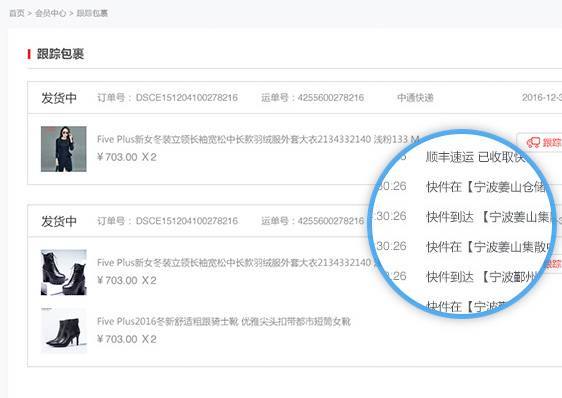 首页 > 会员中心 > 跟踪包裹
跟踪包裹
发货中 订单号： DSCE151204100278216 运单号：4255600278216 中通快递 2016-12-3
Five Plus新女冬装立领长袖宽松中长款羽绒服外套大衣2134332140 浅粉133 M
¥ 703.00 X 2
跟踪
发货中 订单号： DSCE151204100278216 运单号：4255600278216
Five Plus新女冬装立领长袖宽松中长款羽绒服外套大衣2134332140
¥ 703.00 X 2
Five Plus2016冬新舒适粗跟骑士靴 优雅尖头扣带都市短筒女靴
¥ 703.00 X 2
顺丰速运 已收取快
30:26 快件在【宁波姜山仓储
:30:26 快件到达 【宁波姜山集散
:30:26 快件在【宁波姜山集散中
0:26 快件到达 【宁波鄞州
快件在【宁波鄞
跟踪